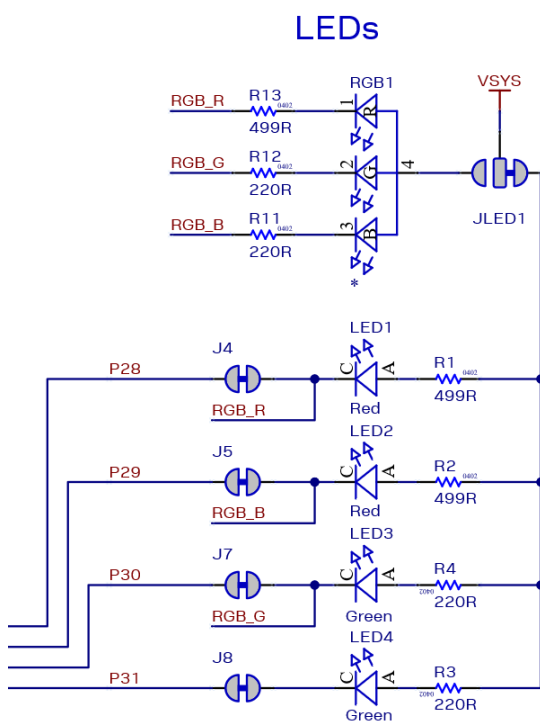 LEDs
RGB_R R13 0402 499R
RGB1
1 R
VSYS
RGB_G R12 0402 220R
2 G 4
JLED1
RGB_B R11 0402 220R
3 B
*
P28 J4 RGB_R
LED1 C A Red
R1 0402 499R
P29 J5 RGB_B
LED2 C A Red
R2 0402 499R
P30 J7 RGB_G
LED3 C A Green
R4 0402 220R
P31 J8
LED4 C A Green
R3 0402 220R